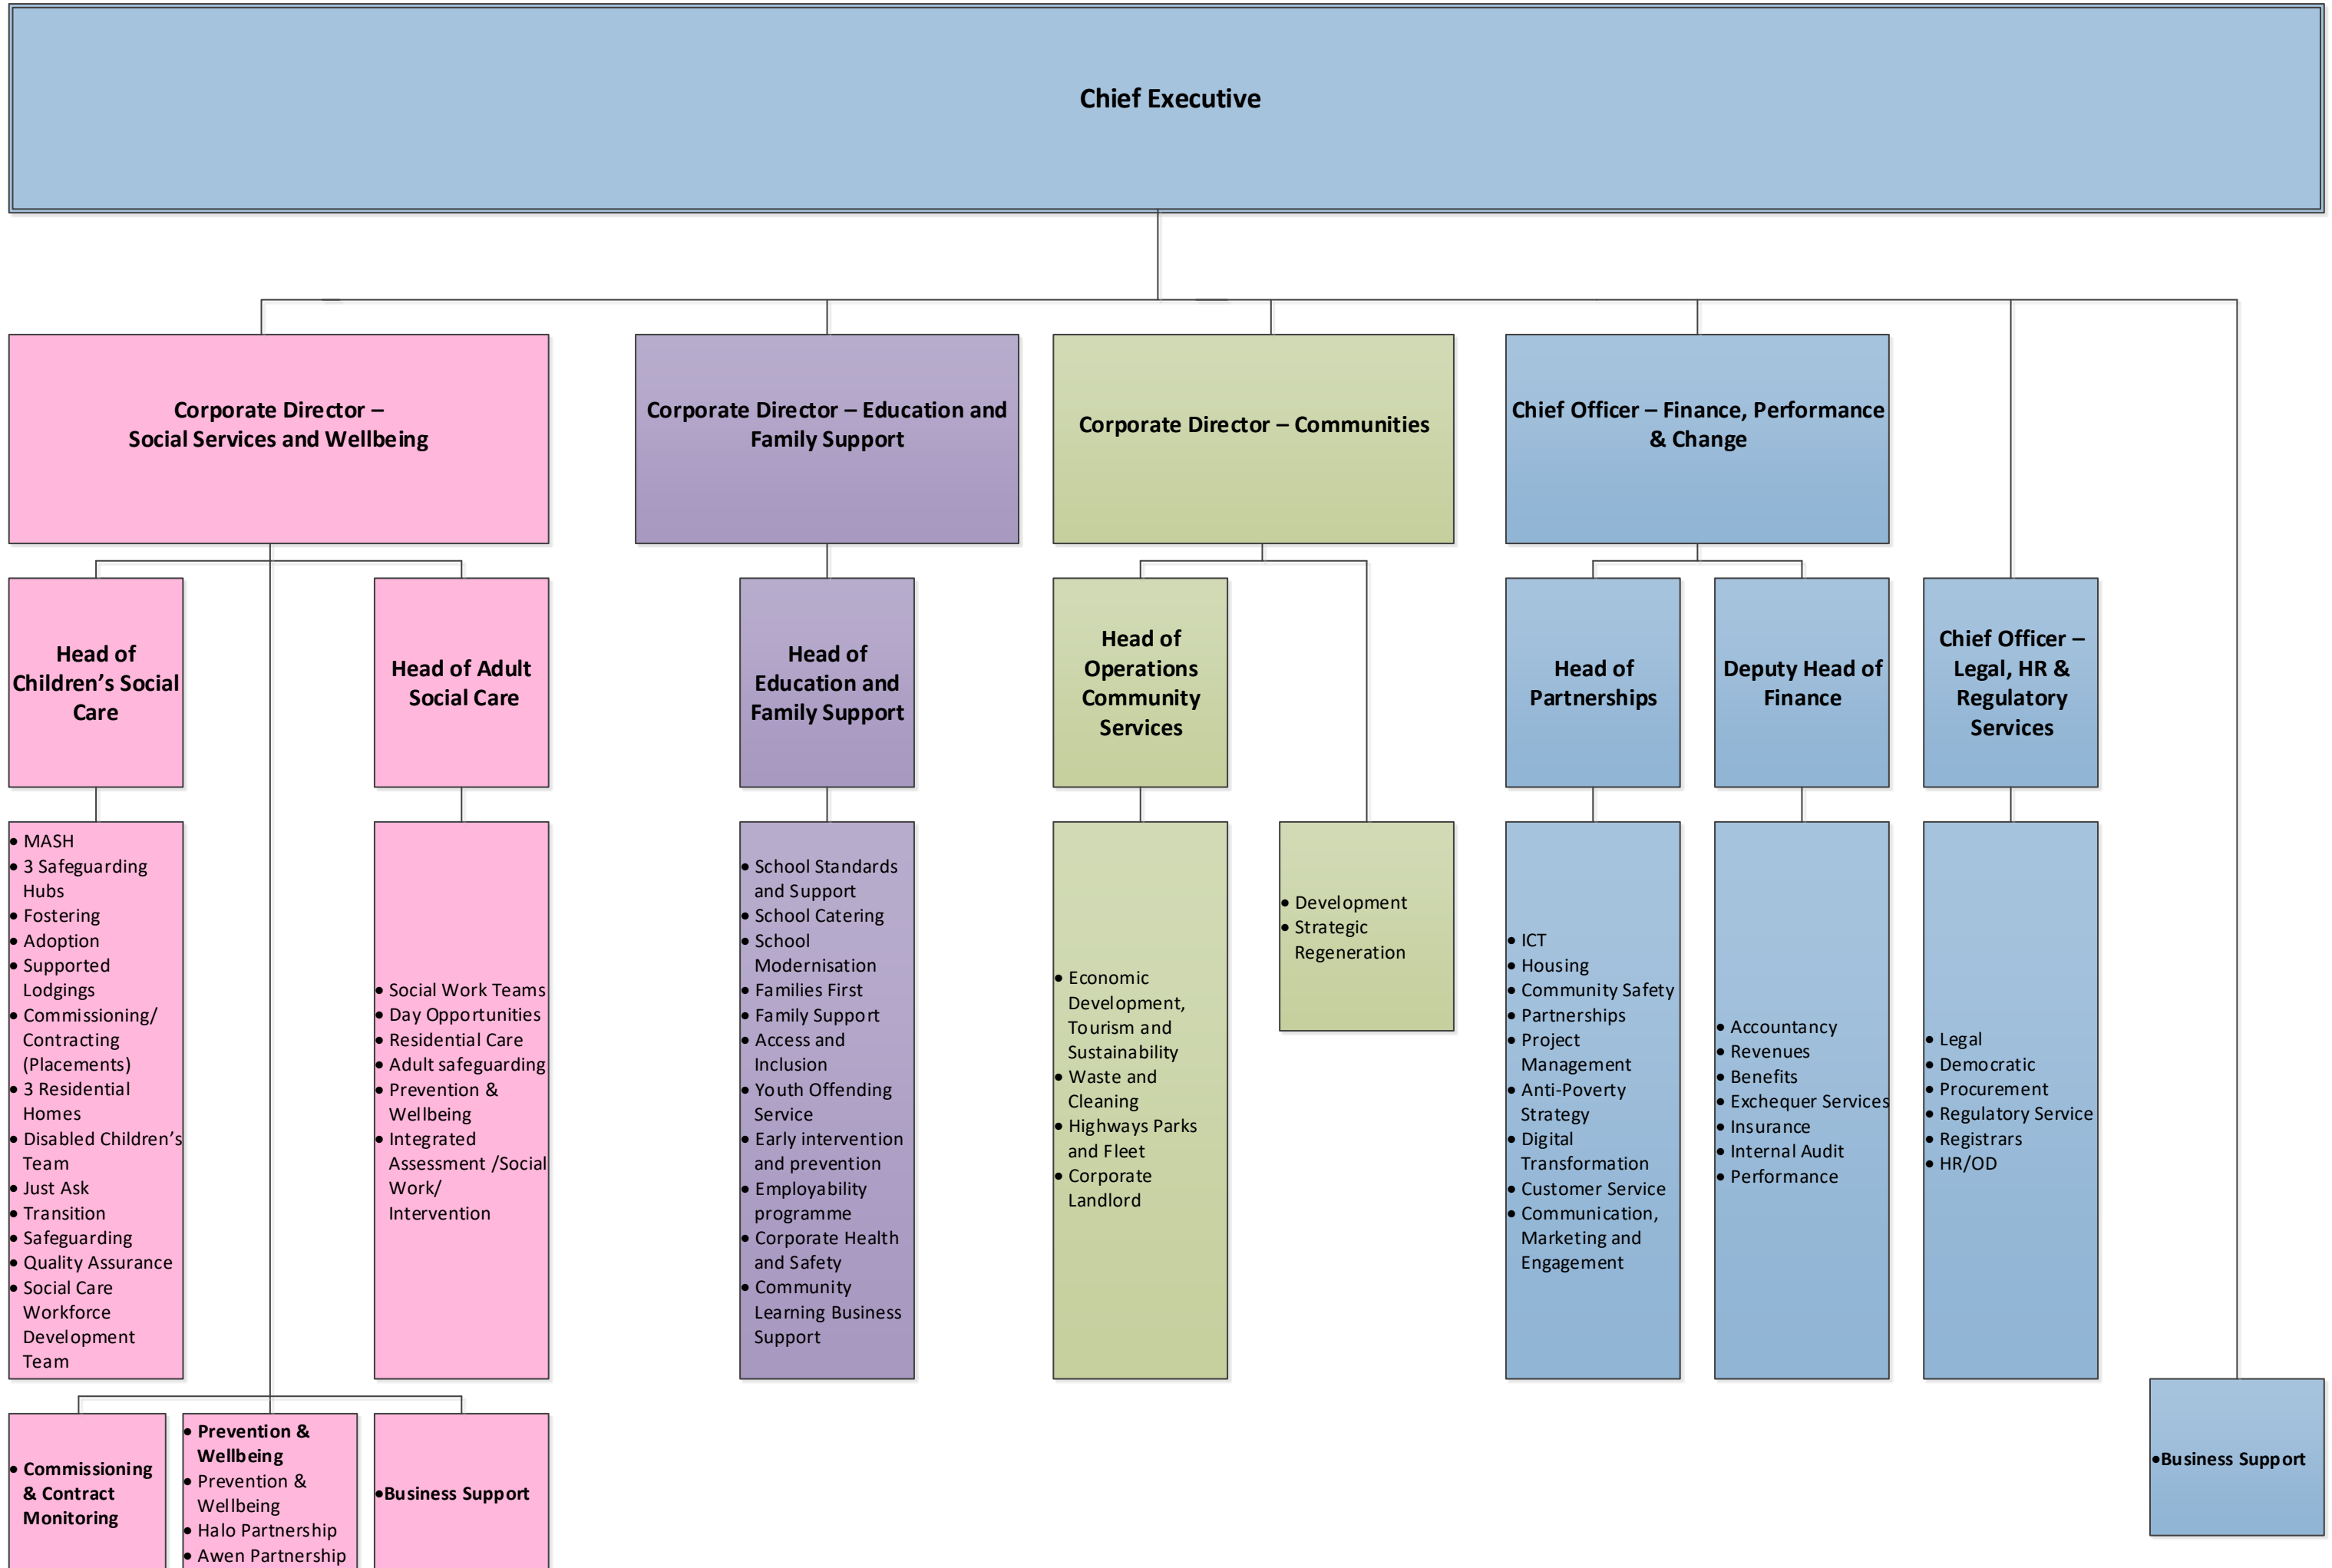 Chief Executive
Corporate Director –
Social Services and Wellbeing
Corporate Director – Education and
Family Support
Corporate Director – Communities
Chief Officer – Finance, Performance
& Change
Head of
Children’s Social
Care
Head of Adult
Social Care
Head of
Education and
Family Support
Head of
Operations
Community
Services
Head of
Partnerships
Deputy Head of
Finance
Chief Officer –
Legal, HR &
Regulatory
Services
• MASH
• 3 Safeguarding
Hubs
• Fostering
• Adoption
• Supported
Lodgings
• Commissioning/
Contracting
(Placements)
• 3 Residential
Homes
• Disabled Children’s
Team
• Just Ask
• Transition
• Safeguarding
• Quality Assurance
• Social Care
Workforce
Development
Team
• Social Work Teams
• Day Opportunities
• Residential Care
• Adult safeguarding
• Prevention &
Wellbeing
• Integrated
Assessment /Social
Work/
Intervention
• School Standards
and Support
• School Catering
• School
Modernisation
• Families First
• Family Support
• Access and
Inclusion
• Youth Offending
Service
• Early intervention
and prevention
• Employability
programme
• Corporate Health
and Safety
• Community
Learning Business
Support
• Economic
Development,
Tourism and
Sustainability
• Waste and
Cleaning
• Highways Parks
and Fleet
• Corporate
Landlord
• Development
• Strategic
Regeneration
• ICT
• Housing
• Community Safety
• Partnerships
• Project
Management
• Anti-Poverty
Strategy
• Digital
Transformation
• Customer Service
• Communication,
Marketing and
Engagement
• Accountancy
• Revenues
• Benefits
• Exchequer Services
• Insurance
• Internal Audit
• Performance
• Legal
• Democratic
• Procurement
• Regulatory Service
• Registrars
• HR/OD
• Commissioning
& Contract
Monitoring
• Prevention &
Wellbeing
• Prevention &
Wellbeing
• Halo Partnership
• Awen Partnership
•Business Support
•Business Support